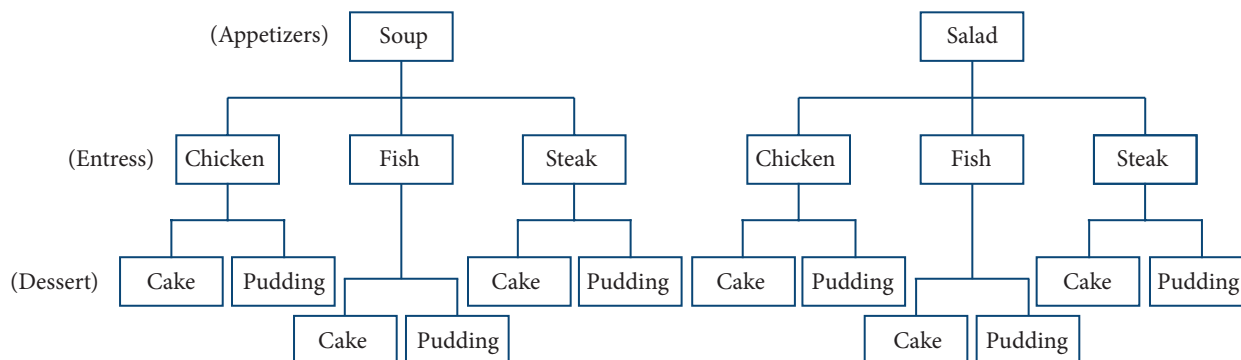 (Appetizers) Soup Salad
(Entress) Chicken Fish Steak Chicken Fish Steak
(Dessert) Cake Pudding Cake Pudding Cake Pudding Cake Pudding
Cake Pudding Cake Pudding